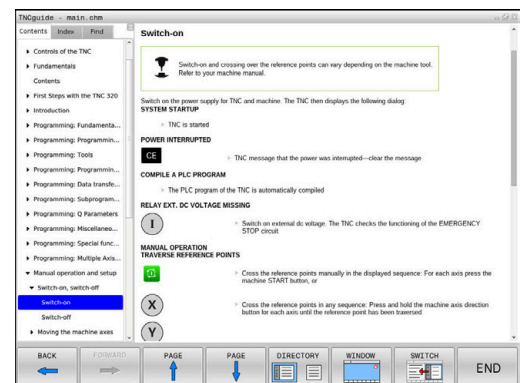 TNCguide - main.chm
Contents Index Find
Controls of the TNC
Fundamentals
Contents
First Steps with the TNC 320
Introduction
Programming: Fundamenta...
Programming: Programmin...
Programming: Tools
Programming: Programmin...
Programming: Data transfe...
Programming: Subprogram...
Programming: Q Parameters
Programming: Miscellaneo...
Programming: Special func...
Programming: Multiple Axis...
Manual operation and setup
Switch-on, switch-off
Switch-on
Switch-off
Moving the machine axes
Switch-on
Switch-on and crossing over the reference points can vary depending on the machine tool.
Refer to your machine manual.
Switch on the power supply for TNC and machine. The TNC then displays the following dialog:
SYSTEM STARTUP
TNC is started
POWER INTERRUPTED
CE
TNC message that the power was interrupted—clear the message
COMPILE A PLC PROGRAM
The PLC program of the TNC is automatically compiled
RELAY EXT. DC VOLTAGE MISSING
I
Switch on external dc voltage. The TNC checks the functioning of the EMERGENCY
STOP circuit
MANUAL OPERATION
TRAVERSE REFERENCE POINTS
Cross the reference points manually in the displayed sequence: For each axis press the
machine START button, or
X
Cross the reference points in any sequence: Press and hold the machine axis direction
button for each axis until the reference point has been traversed
Y
BACK FORWARD PAGE PAGE DIRECTORY WINDOW SWITCH END